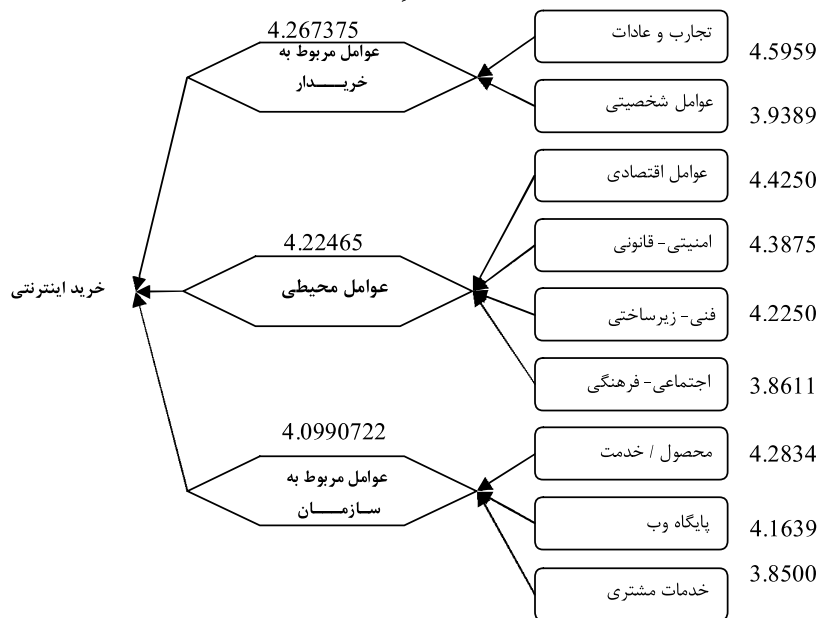 4.267375
عوامل مربوط به
خریـــــدار
تجارب و عادات
4.5959
عوامل شخصیتی
3.9389
عوامل اقتصادی
4.4250
امنیتی- قانونی
4.3875
4.22465
عوامل محیطی
خرید اینترنتی
فنی- زیرساختی
4.2250
اجتماعی- فرهنگی
3.8611
4.0990722
عوامل مربوط به
ســازمـــــان
محصول / خدمت
4.2834
پایگاه وب
4.1639
خدمات مشتری
3.8500